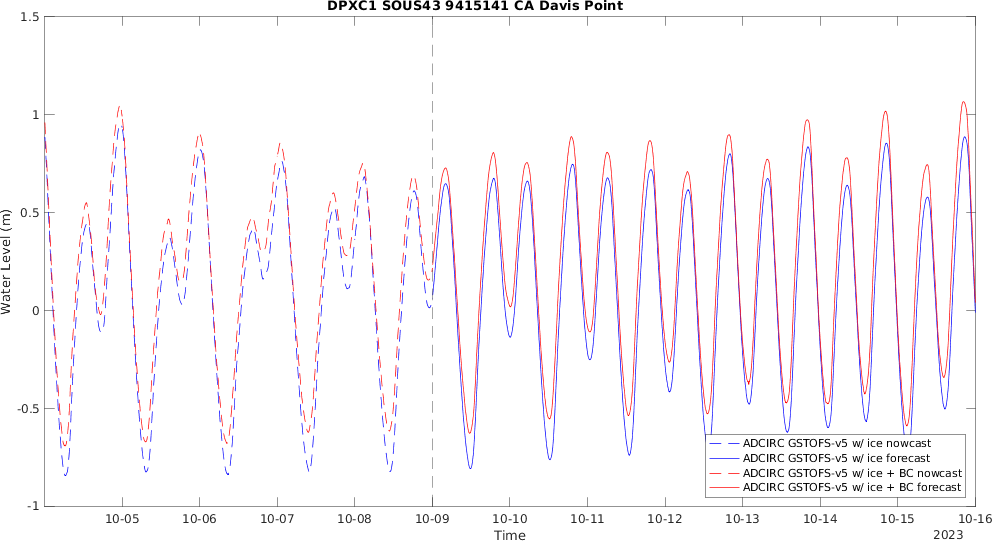 DPXC1 SOUS43 9415141 CA Davis Point
1.5
1
0.5
0
-0.5
-1
Water Level (m)
10-05 10-06 10-07 10-08 10-09 10-10 10-11 10-12 10-13 10-14 10-15 10-16
Time
2023
ADCIRC GSTOFS-v5 w/ ice nowcast
ADCIRC GSTOFS-v5 w/ ice forecast
ADCIRC GSTOFS-v5 w/ ice + BC nowcast
ADCIRC GSTOFS-v5 w/ ice + BC forecast